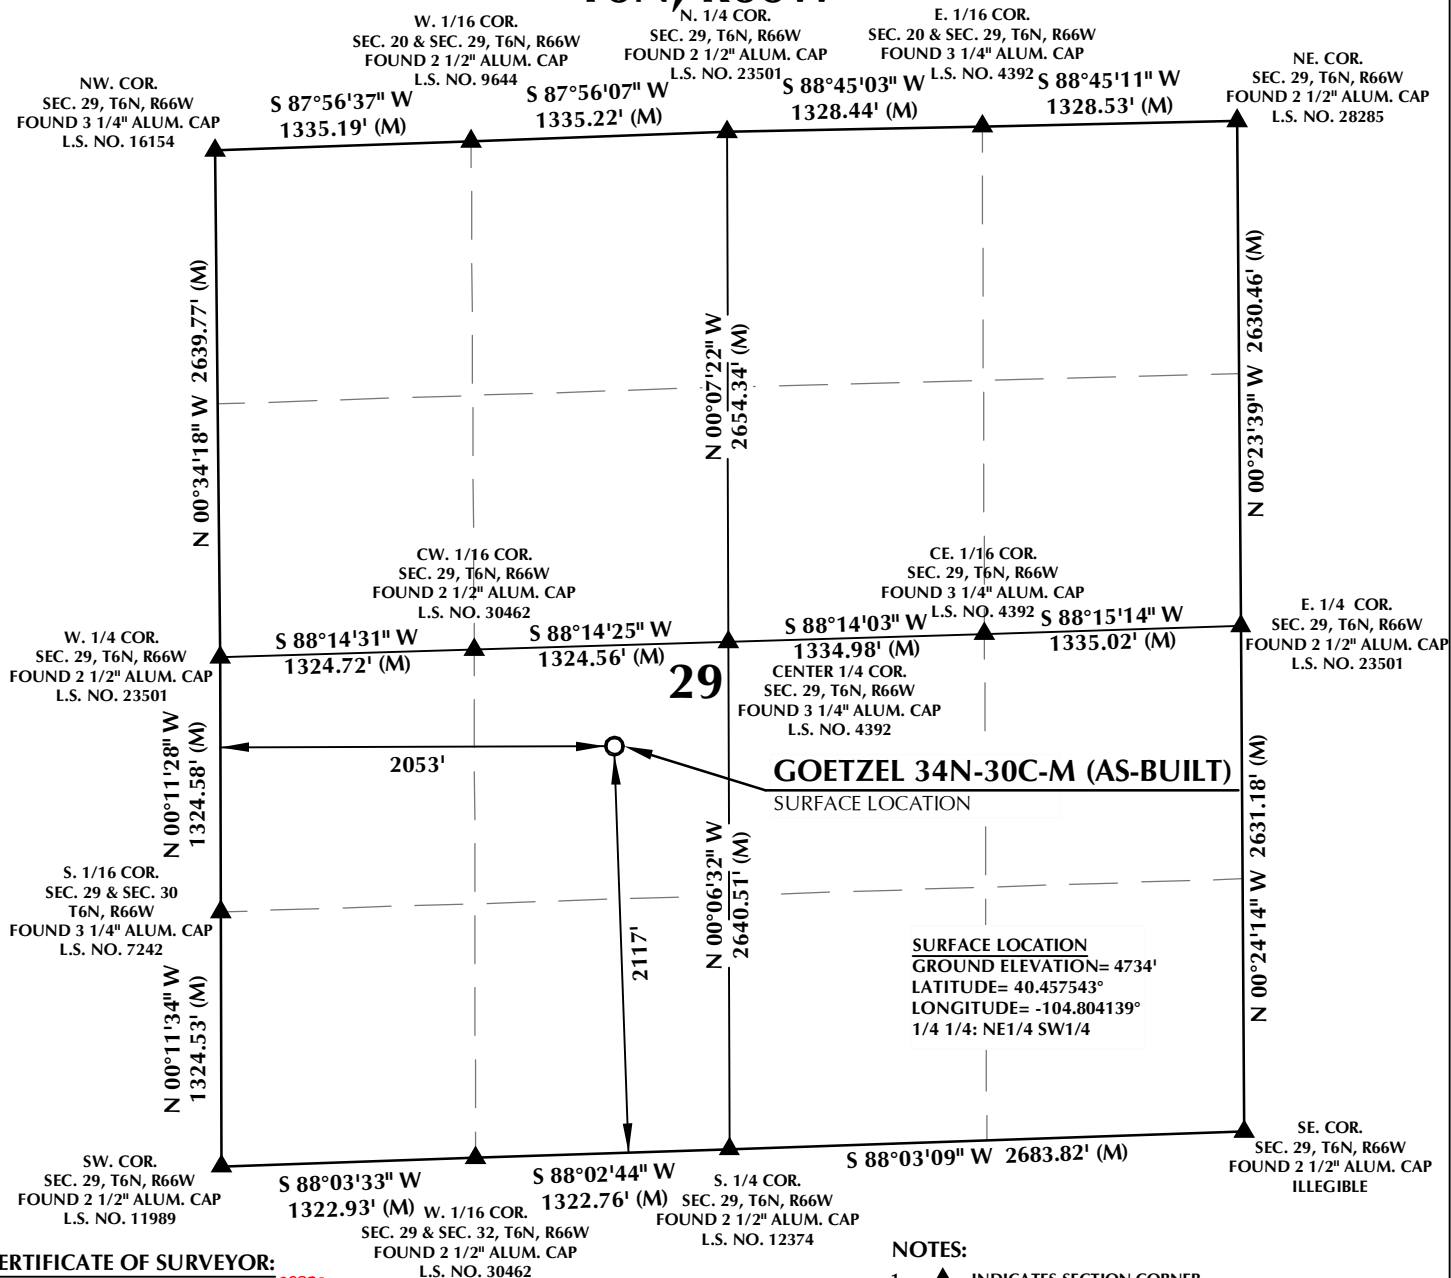 W. 1/16 COR.
SEC. 20 & SEC. 29, T6N, R66W
FOUND 2 1/2" ALUM. CAP
L.S. NO. 9644
N. 1/4 COR.
SEC. 29, T6N, R66W
FOUND 2 1/2" ALUM. CAP
L.S. NO. 23501
E. 1/16 COR.
SEC. 20 & SEC. 29, T6N, R66W
FOUND 3 1/4" ALUM. CAP
L.S. NO. 4392
NW. COR.
SEC. 29, T6N, R66W
FOUND 3 1/4" ALUM. CAP
L.S. NO. 16154
NE. COR.
SEC. 29, T6N, R66W
FOUND 2 1/2" ALUM. CAP
L.S. NO. 28285
S 87°56'37" W
1335.19' (M)
S 87°56'07" W
1335.22' (M)
S 88°45'03" W
1328.44' (M)
S 88°45'11" W
1328.53' (M)
N 00°34'18" W 2639.77' (M)
N 00°07'22" W
2654.34' (M)
N 00°23'39" W 2630.46' (M)
CW. 1/16 COR.
SEC. 29, T6N, R66W
FOUND 2 1/2" ALUM. CAP
L.S. NO. 30462
CE. 1/16 COR.
SEC. 29, T6N, R66W
FOUND 3 1/4" ALUM. CAP
L.S. NO. 4392
W. 1/4 COR.
SEC. 29, T6N, R66W
FOUND 2 1/2" ALUM. CAP
L.S. NO. 23501
S 88°14'31" W
1324.72' (M)
S 88°14'25" W
1324.56' (M)
S 88°14'03" W
1334.98' (M)
S 88°15'14" W
1335.02' (M)
E. 1/4 COR.
SEC. 29, T6N, R66W
FOUND 2 1/2" ALUM. CAP
L.S. NO. 23501
29
CENTER 1/4 COR.
SEC. 29, T6N, R66W
FOUND 3 1/4" ALUM. CAP
L.S. NO. 4392
N 00°11'28" W
1324.58' (M)
2053'
GOETZEL 34N-30C-M (AS-BUILT)
SURFACE LOCATION
S. 1/16 COR.
SEC. 29 & SEC. 30
T6N, R66W
FOUND 3 1/4" ALUM. CAP
L.S. NO. 7242
2117'
N 00°06'32" W
2640.51' (M)
N 00°24'14" W 2631.18' (M)
SURFACE LOCATION
GROUND ELEVATION= 4734'
LATITUDE= 40.457543°
LONGITUDE= -104.804139°
1/4 1/4: NE1/4 SW1/4
N 00°11'34" W
1324.53' (M)
SW. COR.
SEC. 29, T6N, R66W
FOUND 2 1/2" ALUM. CAP
L.S. NO. 11989
S 88°03'33" W
1322.93' (M)
S 88°02'44" W
1322.76' (M)
S 88°03'09" W 2683.82' (M)
SE. COR.
SEC. 29, T6N, R66W
FOUND 2 1/2" ALUM. CAP
ILLEGIBLE
W. 1/16 COR.
SEC. 29 & SEC. 32, T6N, R66W
FOUND 2 1/2" ALUM. CAP
L.S. NO. 30462
S. 1/4 COR.
SEC. 29, T6N, R66W
FOUND 2 1/2" ALUM. CAP
L.S. NO. 12374
ERTIFICATE OF SURVEYOR:
NOTES:
INDICATES SECTION CORNER